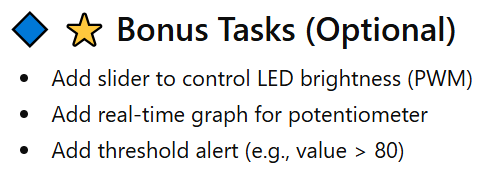 🔷 ⭐ Bonus Tasks (Optional)
• Add slider to control LED brightness (PWM)
• Add real-time graph for potentiometer
• Add threshold alert (e.g., value > 80)